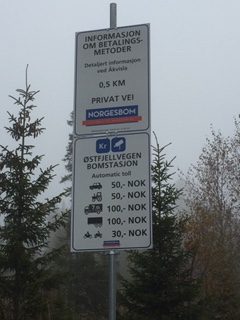 INFORMASJON
OM BETALINGS-
METODER
Detaljert informasjon
ved Åkvisla
0,5 KM
PRIVAT VEI
NORGESBOM
Kr
ØSTFJELLVEGEN
BOMSTASJON
Automatic toll
50,- NOK
50,- NOK
100,- NOK
100,- NOK
30,- NOK